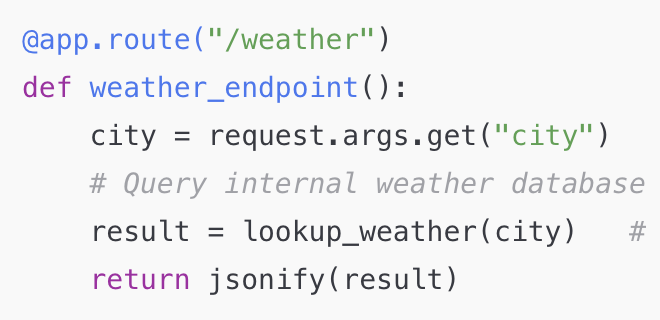 @app.route("/weather")
def weather_endpoint():
    city = request.args.get("city")
    # Query internal weather database
    result = lookup_weather(city)   #
    return jsonify(result)